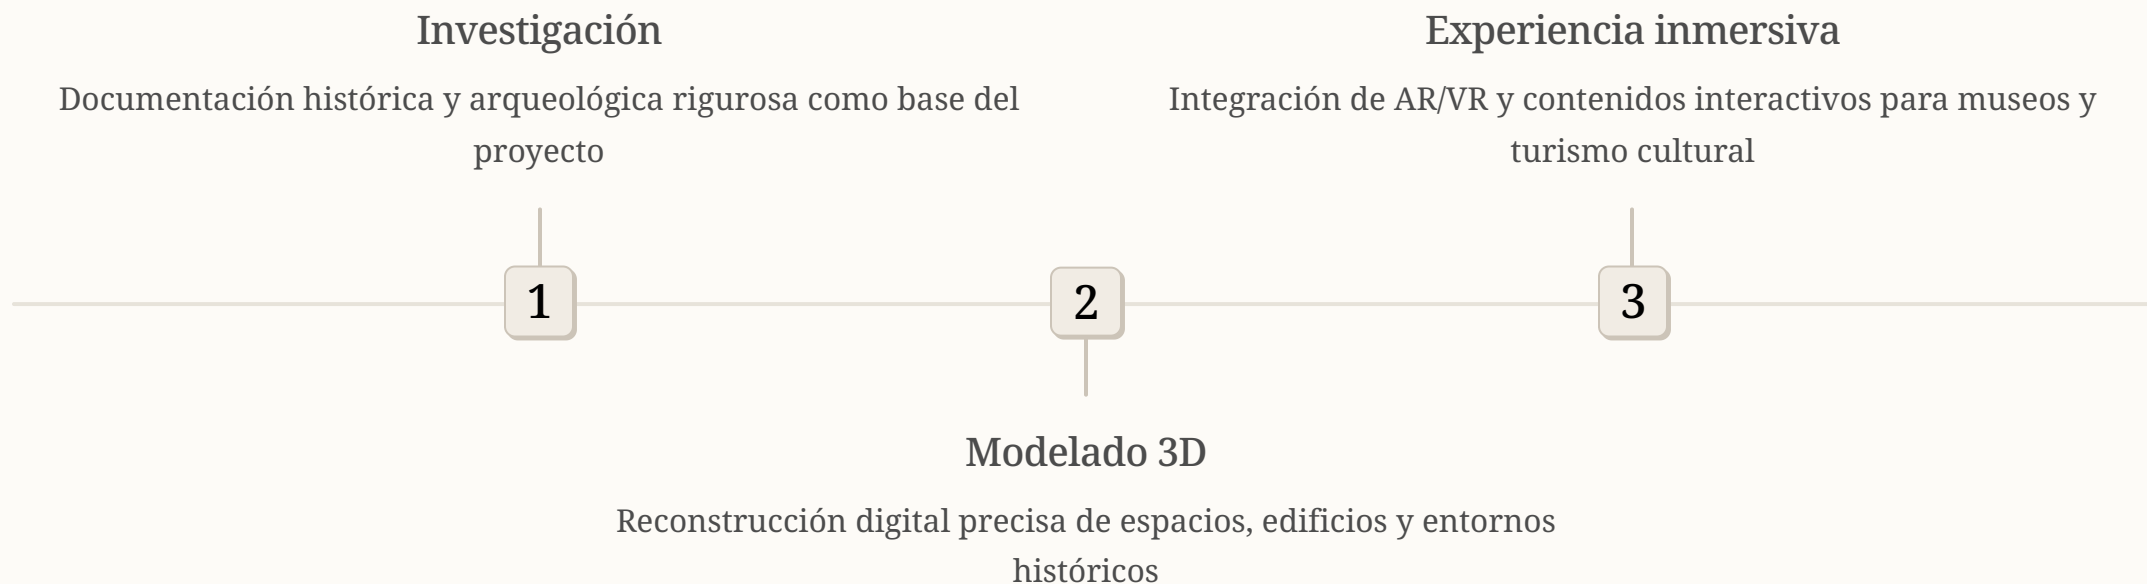 Investigación
Documentación histórica y arqueológica rigurosa como base del
proyecto
Experiencia inmersiva
Integración de AR/VR y contenidos interactivos para museos y
turismo cultural
1
2
3
Modelado 3D
Reconstrucción digital precisa de espacios, edificios y entornos
históricos